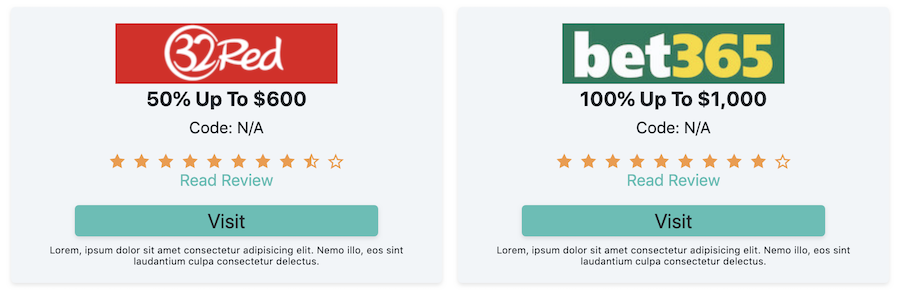 32Red
50% Up To $600
Code: N/A
Read Review
Visit
Lorem, ipsum dolor sit amet consectetur adipisicing elit. Nemo illo, eos sint
laudantium culpa consectetur delectus.
bet365
100% Up To $1,000
Code: N/A
Read Review
Visit
Lorem, ipsum dolor sit amet consectetur adipisicing elit. Nemo illo, eos sint
laudantium culpa consectetur delectus.